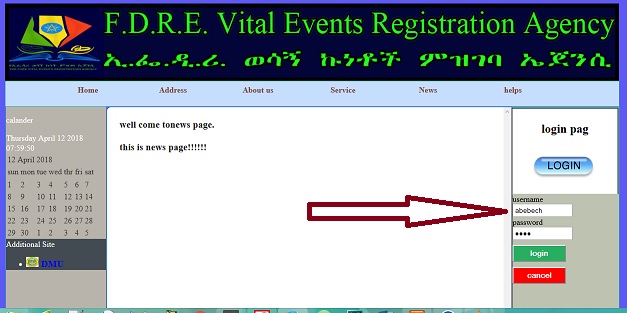 F.D.R.E. Vital Events Registration Agency
ኢ.ፌ.ዲ.ሪ. ወሳኝ ኩነቶች ምዝገባ ኤጀንሲ
Home Address About us Service News helps
calander
Thursday April 12 2018
07:59:50
12 April 2018
sun mon tue wed thr fri sat
1 2 3 4 5 6 7
8 9 10 11 12 13 14
15 16 17 18 19 20 21
22 23 24 25 26 27 28
29 30 1 2 3 4 5
Additional Site
DMU
well come tonews page.
this is news page!!!!!!
login pag
LOGIN
username
abebech
password
login
cancel